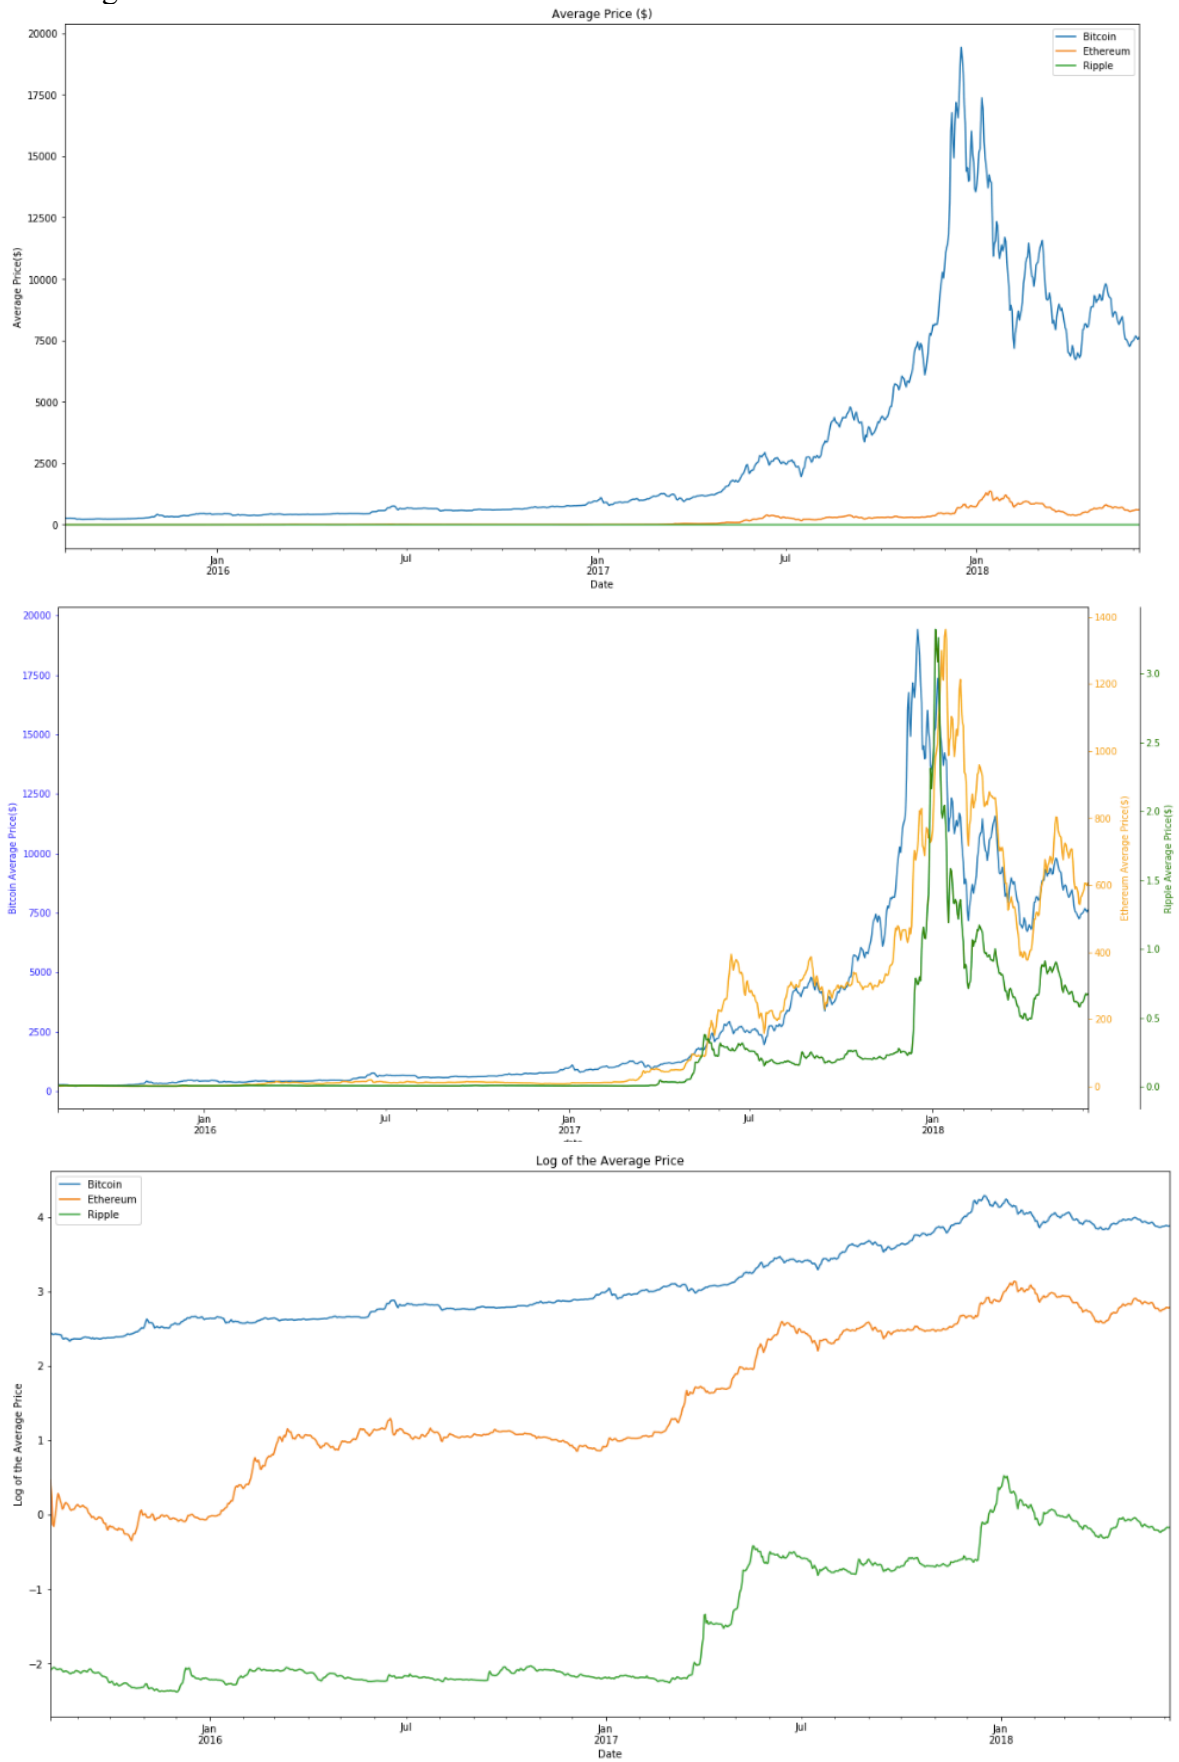 Average Price ($)
20000
17500
15000
12500
10000
7500
5000
2500
0
Average Price($)
Bitcoin
Ethereum
Ripple
Jan
2016
Jul
Jan
2017
Jul
Jan
2018
Date
20000
17500
15000
12500
10000
7500
5000
2500
0
Bitcoin Average Price($)
1400
1200
1000
800
600
400
200
0
Ethereum Average Price($)
3.0
2.5
2.0
1.5
1.0
0.5
0.0
Ripple Average Price($)
Jan
2016
Jul
Jan
2017
Jul
Jan
2018
Log of the Average Price
Bitcoin
Ethereum
Ripple
4
3
2
1
0
−1
−2
Log of the Average Price
Jan
2016
Jul
Jan
2017
Jul
Jan
2018
Date